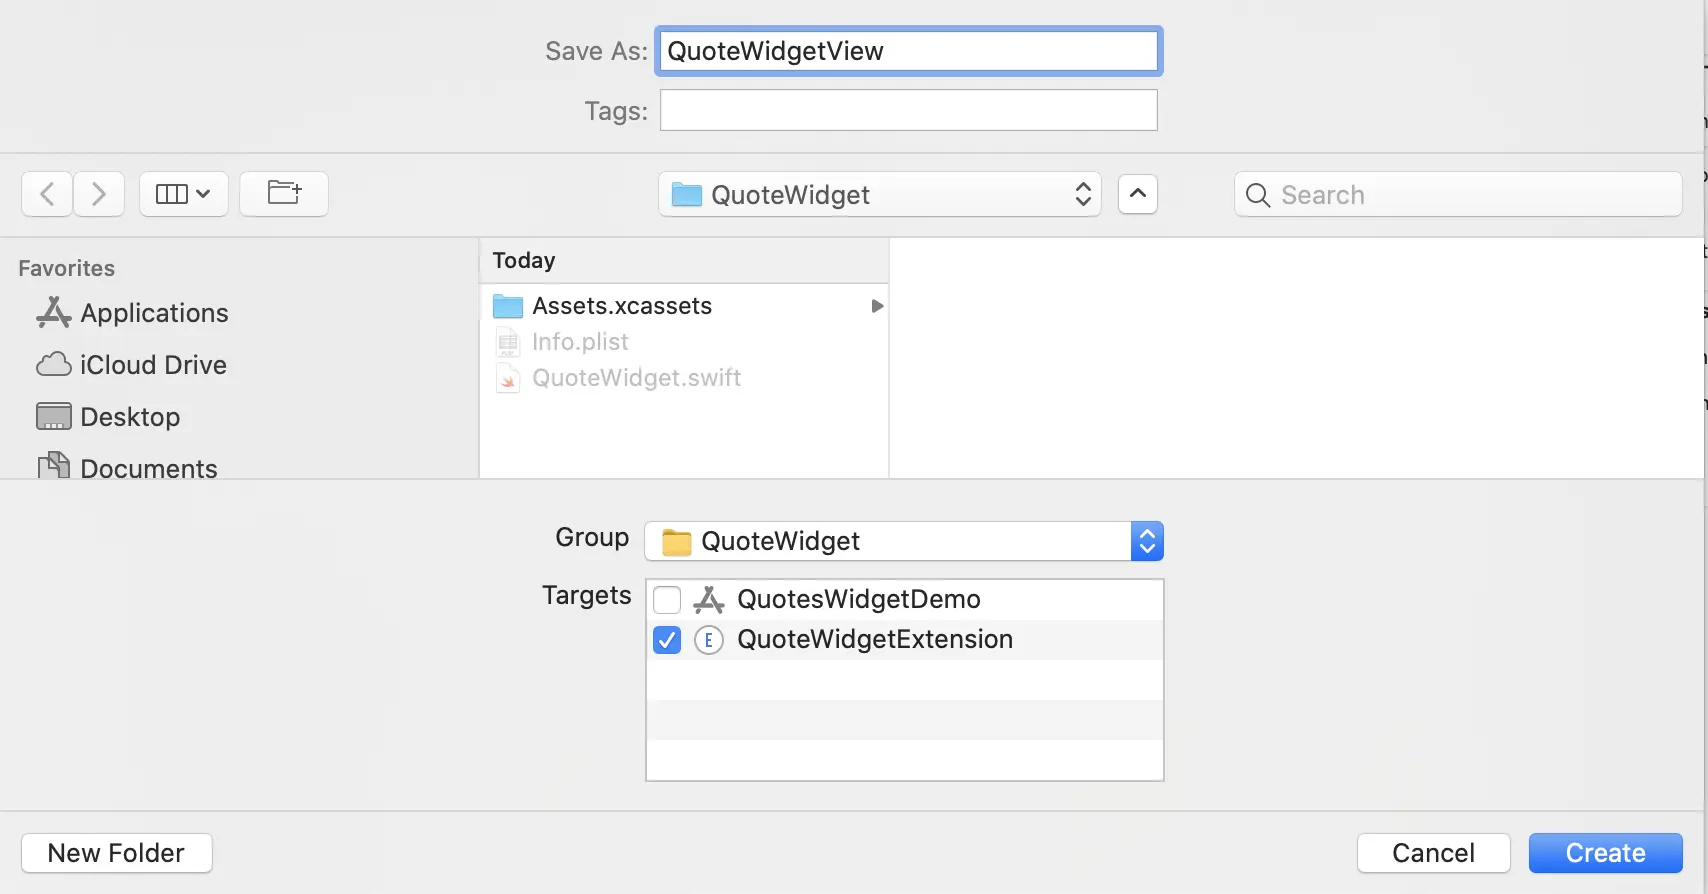 Save As: QuoteWidgetView
Tags:
QuoteWidget
Search
Favorites
Applications
iCloud Drive
Desktop
Documents
Today
Assets.xcassets
Info.plist
QuoteWidget.swift
Group QuoteWidget
Targets QuotesWidgetDemo
E QuoteWidgetExtension
New Folder Cancel Create